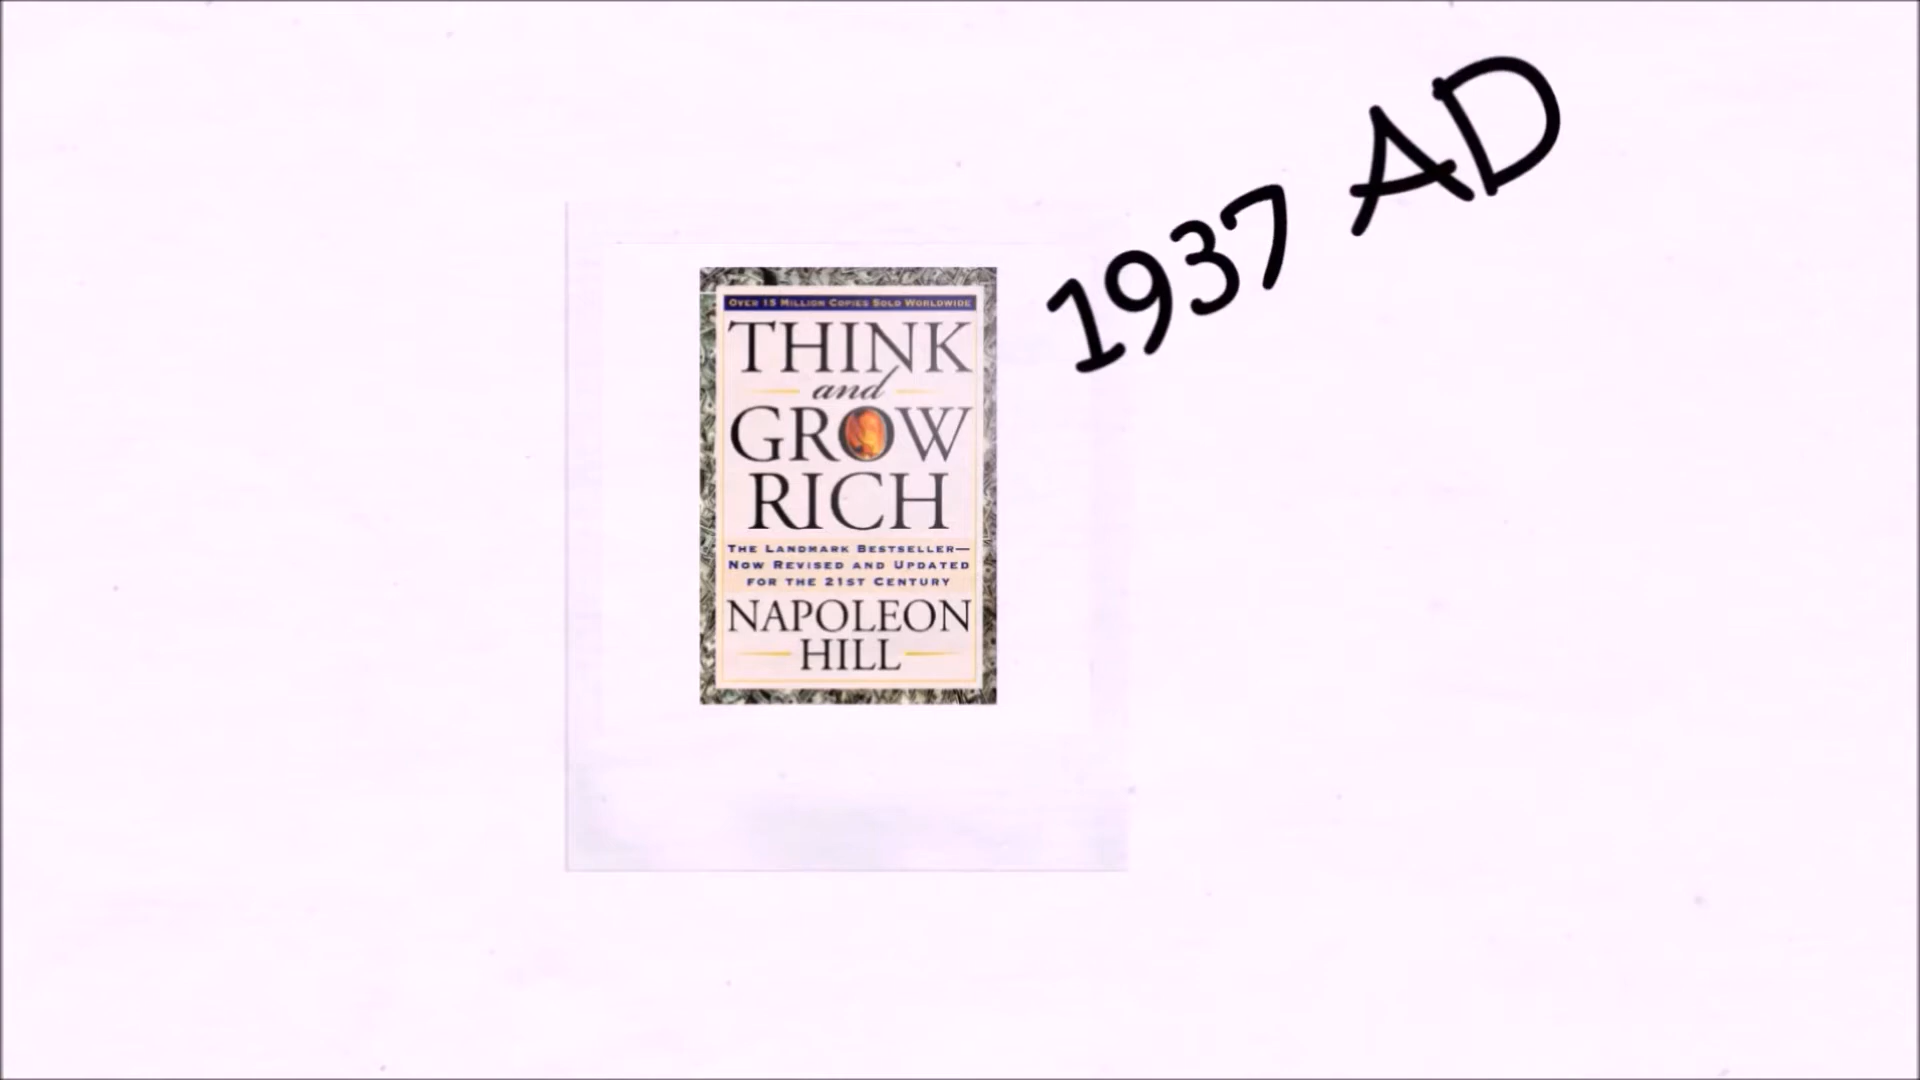 1937 AD
OVER 15 MILLION COPIES SOLD WORLDWIDE
THINK
and
GROW
RICH
THE LANDMARK BESTSELLER—
NOW REVISED AND UPDATED
FOR THE 21ST CENTURY
NAPOLEON
HILL